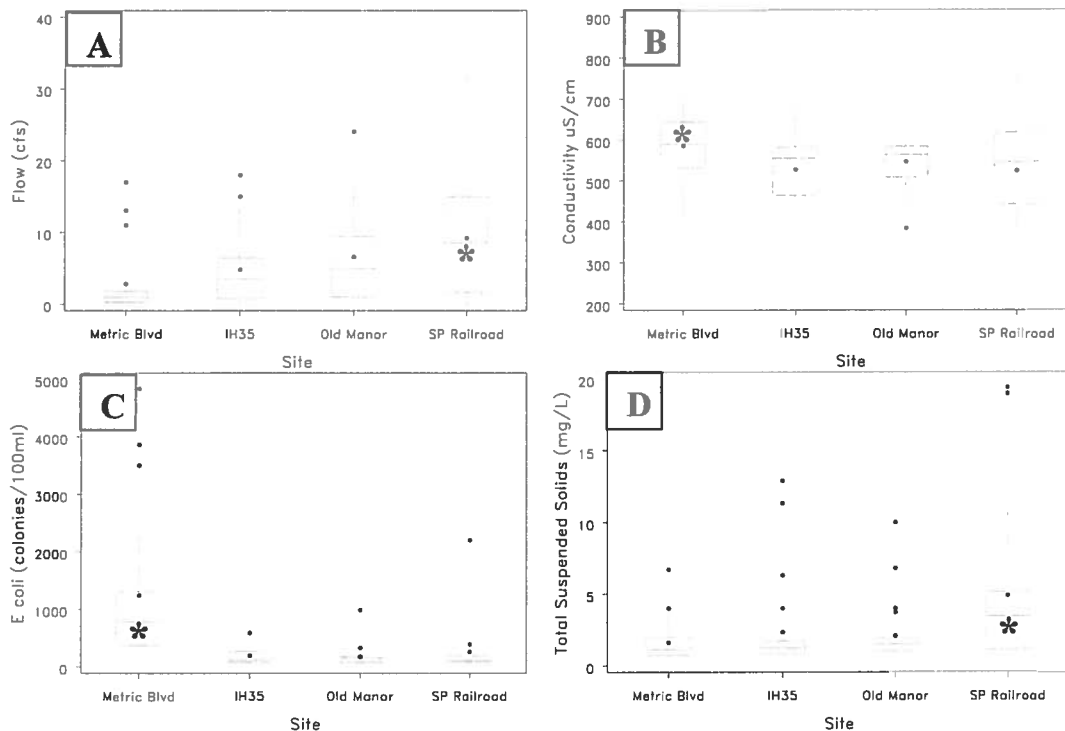 A
40
30
20
10
0
Flow (cfs)
Metric Blvd IH35 Old Manor SP Railroad
Site
B
900
800
700
600
500
400
300
200
Conductivity uS/cm
*
Metric Blvd IH35 Old Manor SP Railroad
Site
C
5000
4000
3000
2000
1000
0
E coli (colonies/100ml)
*
Metric Blvd IH35 Old Manor SP Railroad
Site
D
20
15
10
5
0
Total Suspended Solids (mg/L)
*
Metric Blvd IH35 Old Manor SP Railroad
Site